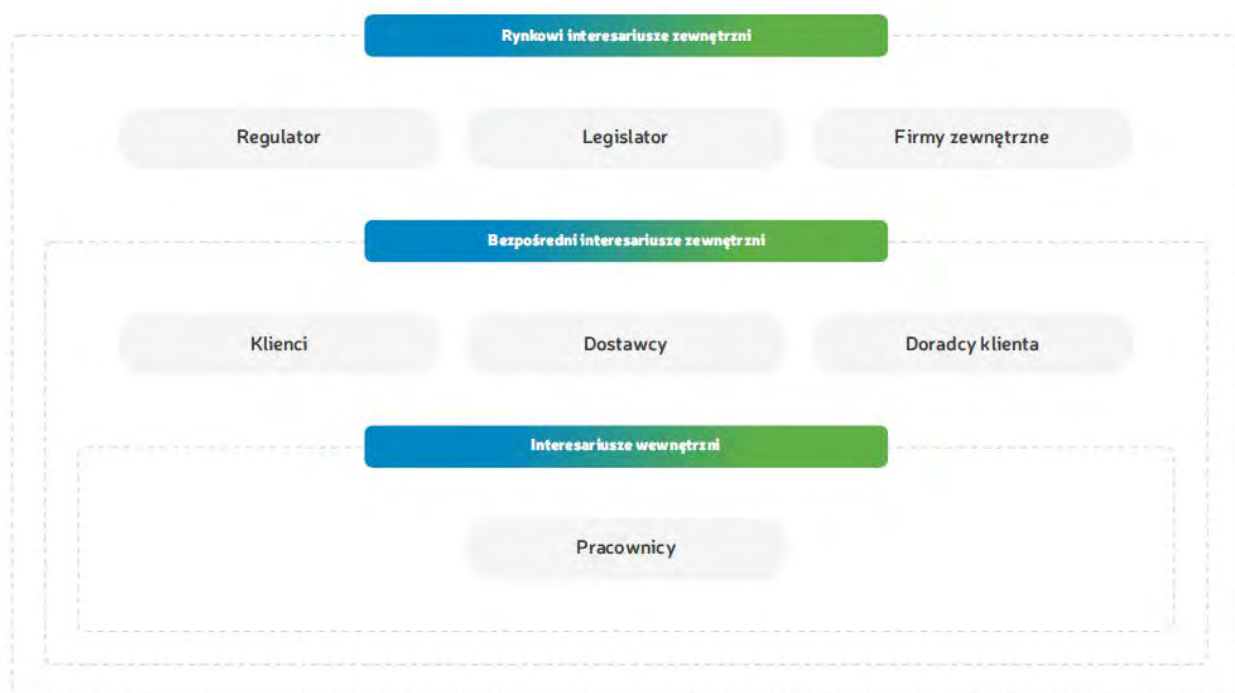 Rynkowi interesariusze zewnętrzni
Regulator
Legislator
Firmy zewnętrzne
Bezpośredni interesariusze zewnętrzni
Klienci
Dostawcy
Doradcy klienta
Interesariusze wewnętrzni
Pracownicy